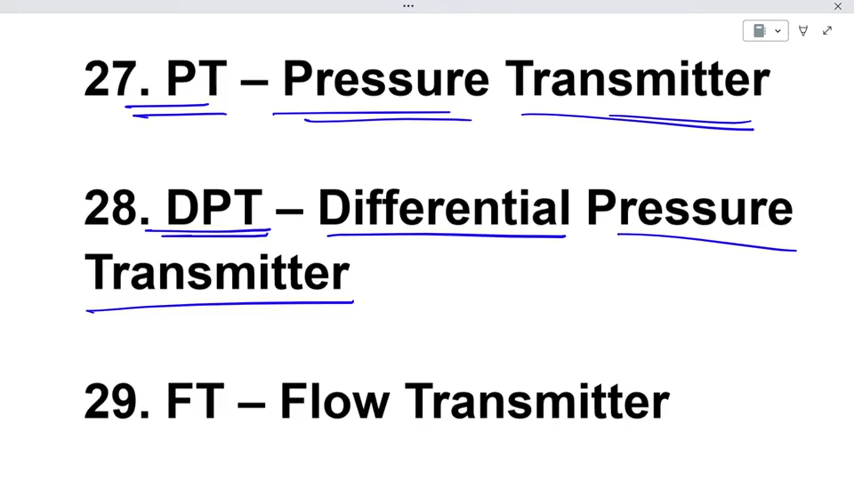 27. PT – Pressure Transmitter
28. DPT – Differential Pressure
Transmitter
29. FT – Flow Transmitter